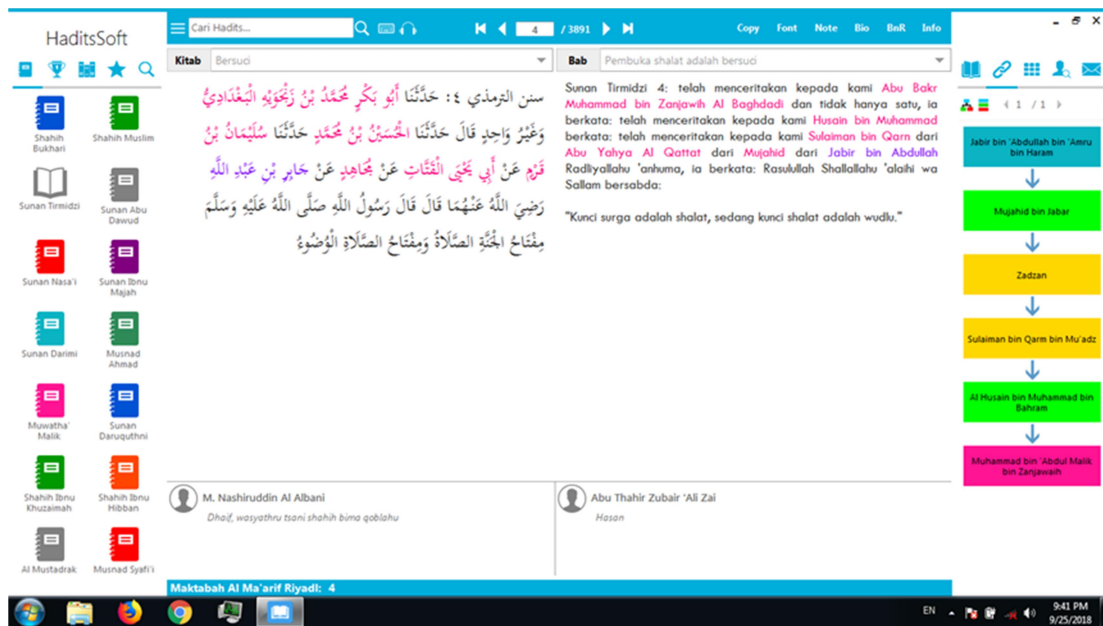 HaditsSoft
Cari Hadits...
4 / 3891
Copy Font Note Bio BnR Info
Kitab Bersuci
Bab Pembuka shalat adalah bersuci
Shahih Bukhari
Shahih Muslim
Sunan Tirmidzi
Sunan Abu Dawud
Sunan Nasa'i
Sunan Ibnu Majah
Sunan Darimi
Musnad Ahmad
Muwatha' Malik
Sunan Daruquthni
Shahih Ibnu Khuzaimah
Shahih Ibnu Hibban
Al Mustadrak
Musnad Syafi'i
سنن الترمذي ٤: حَدَّثَنَا أَبُو بَكْرٍ مُحَمَّدُ بْنُ زَنْجَوَيْهِ الْبَغْدَادِيُّ
وَغَيْرُ وَاحِدٍ قَالَ حَدَّثَنَا الْحُسَيْنُ بْنُ مُحَمَّدٍ حَدَّثَنَا سُلَيْمَانُ بْنُ
قَرْمٍ عَنْ أَبِي يَحْيَى الْقَتَّاتِ عَنْ مُجَاهِدٍ عَنْ جَابِرِ بْنِ عَبْدِ اللَّهِ
رَضِيَ اللَّهُ عَنْهُمَا قَالَ قَالَ رَسُولُ اللَّهِ صَلَّى اللَّهُ عَلَيْهِ وَسَلَّمَ
مِفْتَاحُ الْجَنَّةِ الصَّلَاةُ وَمِفْتَاحُ الصَّلَاةِ الْوُضُوءُ
Sunan Tirmidzi 4: telah menceritakan kepada kami Abu Bakr
Muhammad bin Zanjawih Al Baghdadi dan tidak hanya satu, ia
berkata: telah menceritakan kepada kami Husain bin Muhammad
berkata: telah menceritakan kepada kami Sulaiman bin Qarn dari
Abu Yahya Al Qattat dari Mujahid dari Jabir bin Abdullah
Radliyallahu 'anhuma, ia berkata: Rasulullah Shallallahu 'alaihi wa
Sallam bersabda:
"Kunci surga adalah shalat, sedang kunci shalat adalah wudlu."
M. Nashiruddin Al Albani
Dhaif, wasyathru tsani shahih bima qoblahu
Abu Thahir Zubair 'Ali Zai
Hasan
Maktabah Al Ma'arif Riyadl: 4
1 / 1
Jabir bin 'Abdullah bin 'Amru
bin Haram
Mujahid bin Jabar
Zadzan
Sulaiman bin Qarm bin Mu'adz
Al Husain bin Muhammad bin
Bahram
Muhammad bin 'Abdul Malik
bin Zanjawaih
EN
9:41 PM
9/25/2018